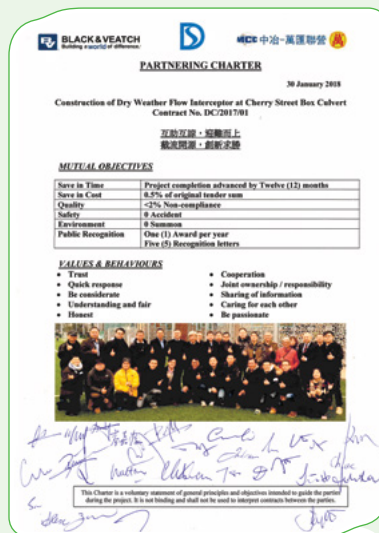 BLACK & VEATCH
Building a world of difference.
MCC 中冶-萬匯聯營
PARTNERING CHARTER
30 January 2018
Construction of Dry Weather Flow Interceptor at Cherry Street Box Culvert
Contract No. DC/2017/01
互助互諒，迎難而上
截流開源，創新求勝
MUTUAL OBJECTIVES
Save in Time Project completion advanced by Twelve (12) months
Save in Cost 0.5% of original tender sum
Quality <2% Non-compliance
Safety 0 Accident
Environment 0 Summon
Public Recognition One (1) Award per year
Five (5) Recognition letters
VALUES & BEHAVIOURS
• Trust
• Quick response
• Be considerate
• Understanding and fair
• Honest
• Cooperation
• Joint ownership / responsibility
• Sharing of information
• Caring for each other
• Be passionate
This Charter is a voluntary statement of general principles and objectives intended to guide the parties
during the project. It is not binding and shall not be used to interpret contracts between the parties.